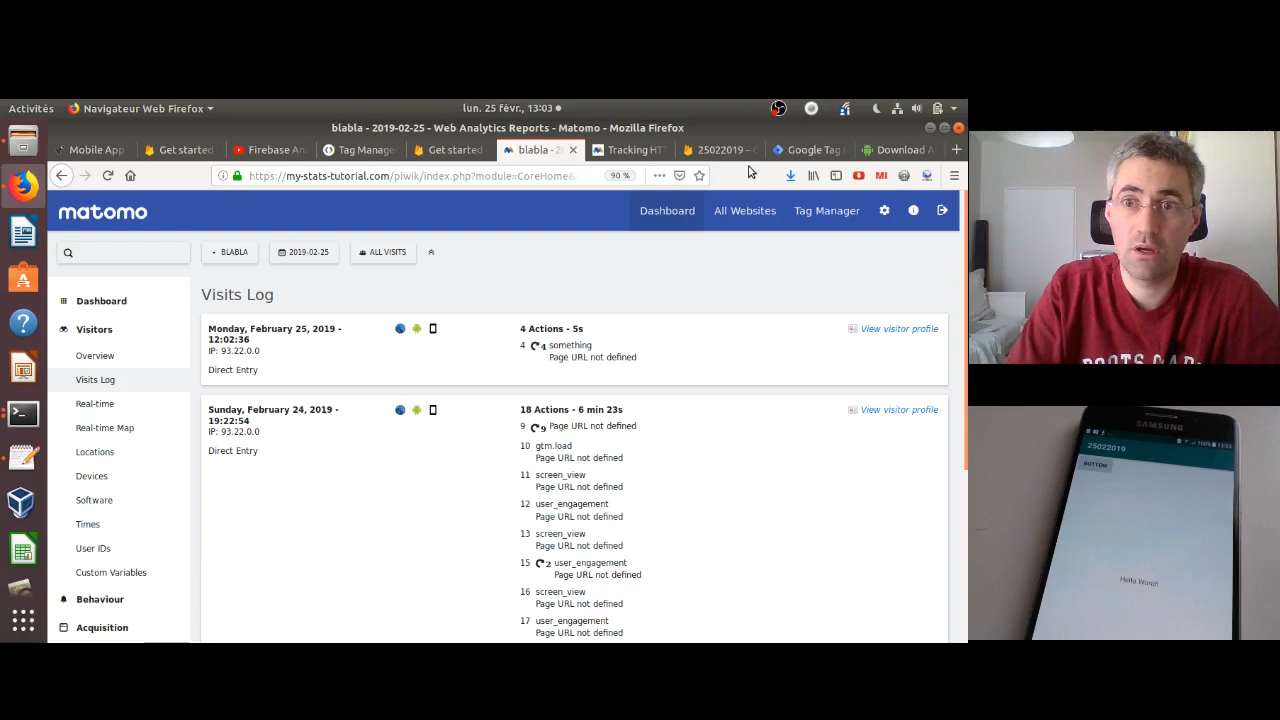 Activités
Navigateur Web Firefox
lun. 25 févr., 13:03
blabla - 2019-02-25 - Web Analytics Reports - Matomo - Mozilla Firefox
Mobile App
Get started
Firebase An
Tag Manage
Get started
blabla - 20
Tracking HT
25022019 –
Google Tag
Download A
https://my-stats-tutorial.com/piwik/index.php?module=CoreHome&
90 %
MI
matomo
Dashboard
All Websites
Tag Manager
BLABLA
2019-02-25
ALL VISITS
Dashboard
Visitors
Overview
Visits Log
Real-time
Real-time Map
Locations
Devices
Software
Times
User IDs
Custom Variables
Behaviour
Acquisition
Visits Log
Monday, February 25, 2019 -
12:02:36
IP: 93.22.0.0
Direct Entry
4 Actions - 5s
4 4 something
Page URL not defined
View visitor profile
Sunday, February 24, 2019 -
19:22:54
IP: 93.22.0.0
Direct Entry
18 Actions - 6 min 23s
9 9 Page URL not defined
10 gtm.load
Page URL not defined
11 screen_view
Page URL not defined
12 user_engagement
Page URL not defined
13 screen_view
Page URL not defined
15 2 user_engagement
Page URL not defined
16 screen_view
Page URL not defined
17 user_engagement
Page URL not defined
View visitor profile
SAMSUNG
25022019
BUTTON
Hello World!